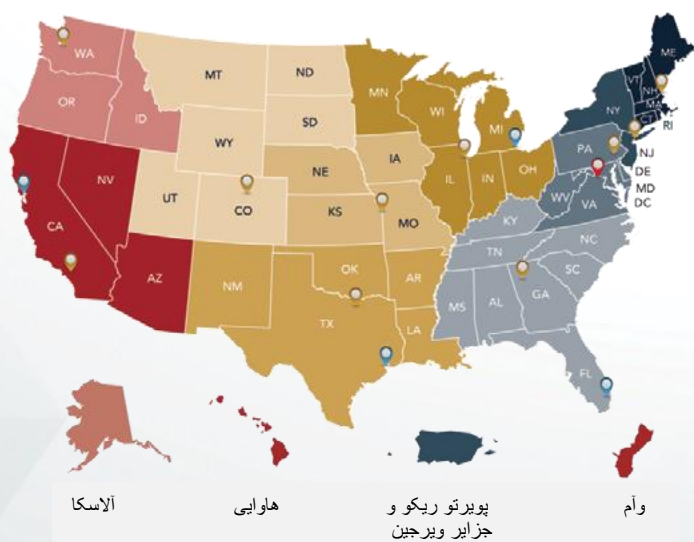 WA
MT
ND
MN
ME
VT
NH
OR
ID
WI
MI
NY
MA
CT
RI
SD
WY
IA
PA
NJ
NE
NV
UT
CO
IL
IN
OH
DE
MD
DC
WV
VA
KS
MO
KY
CA
NC
TN
OK
AR
SC
AZ
NM
MS
AL
GA
TX
LA
FL
آلاسکا
هاوایی
پویرتو ریکو و
جزایر ویرجین
وآم